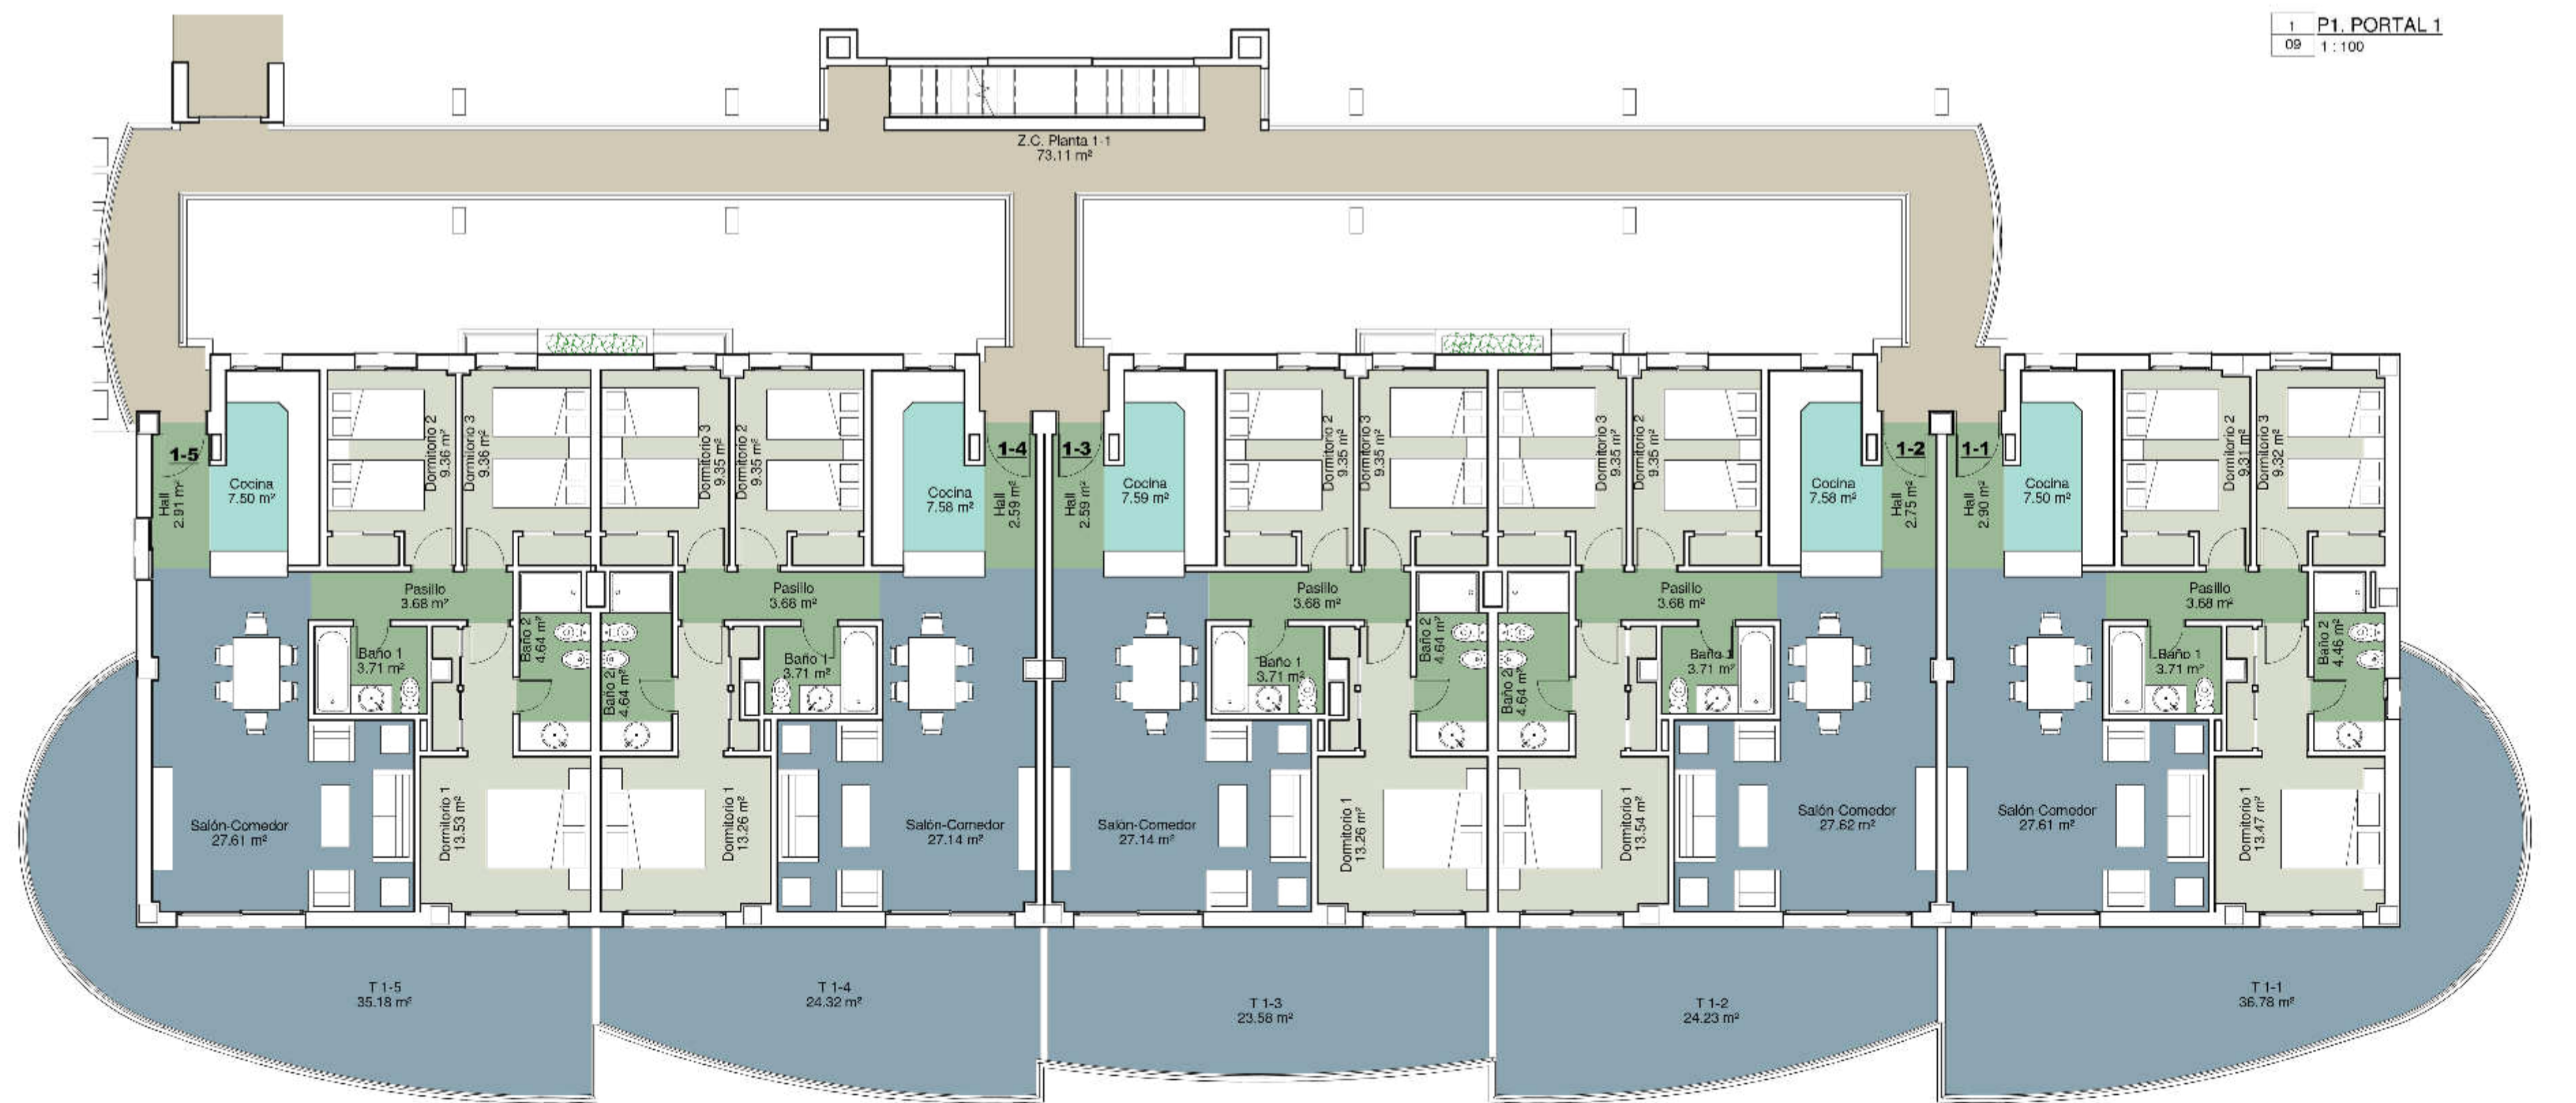 1
09
P1. PORTAL 1
1 : 100
Z.C. Planta 1-1
73.11 m²
1-5
Hall
2.91 m²
Cocina
7.50 m²
Dormitorio 2
9.36 m²
Dormitorio 3
9.36 m²
Pasillo
3.68 m²
Baño 1
3.71 m²
Baño 2
4.64 m²
Salón-Comedor
27.61 m²
Dormitorio 1
13.53 m²
T 1-5
35.18 m²
Dormitorio 3
9.35 m²
Dormitorio 2
9.35 m²
Cocina
7.58 m²
1-4
Hall
2.59 m²
Pasillo
3.68 m²
Baño 2
4.64 m²
Baño 1
3.71 m²
Dormitorio 1
13.26 m²
Salón-Comedor
27.14 m²
T 1-4
24.32 m²
1-3
Hall
2.59 m²
Cocina
7.59 m²
Dormitorio 2
9.35 m²
Dormitorio 3
9.35 m²
Pasillo
3.68 m²
Baño 1
3.71 m²
Baño 2
4.64 m²
Salón-Comedor
27.14 m²
Dormitorio 1
13.26 m²
T 1-3
23.58 m²
Dormitorio 3
9.35 m²
Dormitorio 2
9.35 m²
Cocina
7.58 m²
1-2
Hall
2.75 m²
Pasillo
3.68 m²
Baño 2
4.64 m²
Baño 1
3.71 m²
Dormitorio 1
13.54 m²
Salón-Comedor
27.62 m²
T 1-2
24.23 m²
1-1
Hall
2.90 m²
Cocina
7.50 m²
Dormitorio 2
9.31 m²
Dormitorio 3
9.32 m²
Pasillo
3.68 m²
Baño 1
3.71 m²
Baño 2
4.46 m²
Salón-Comedor
27.61 m²
Dormitorio 1
13.47 m²
T 1-1
36.78 m²